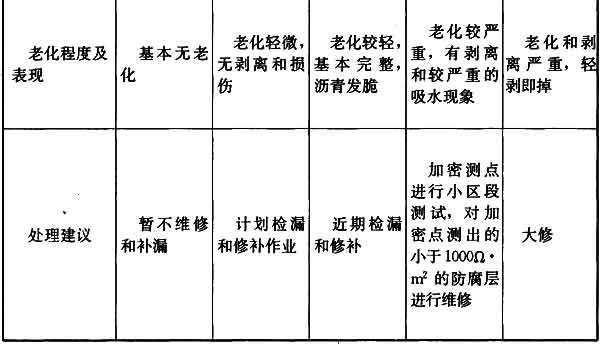 老化程度及
表现
基本无老
化
老化轻微,
无剥离和损
伤
老化较轻,
基本完整,
沥青发脆
老化较严
重,有剥离
和较严重的
吸水现象
老化和剥
离严重,轻
剥即掉
处理建议
暂不维修
和补漏
计划检漏
和修补作业
近期检漏
和修补
加密测点
进行小区段
测试,对加
密点测出的
小于1000Ω·
m²的防腐层
进行维修
大修